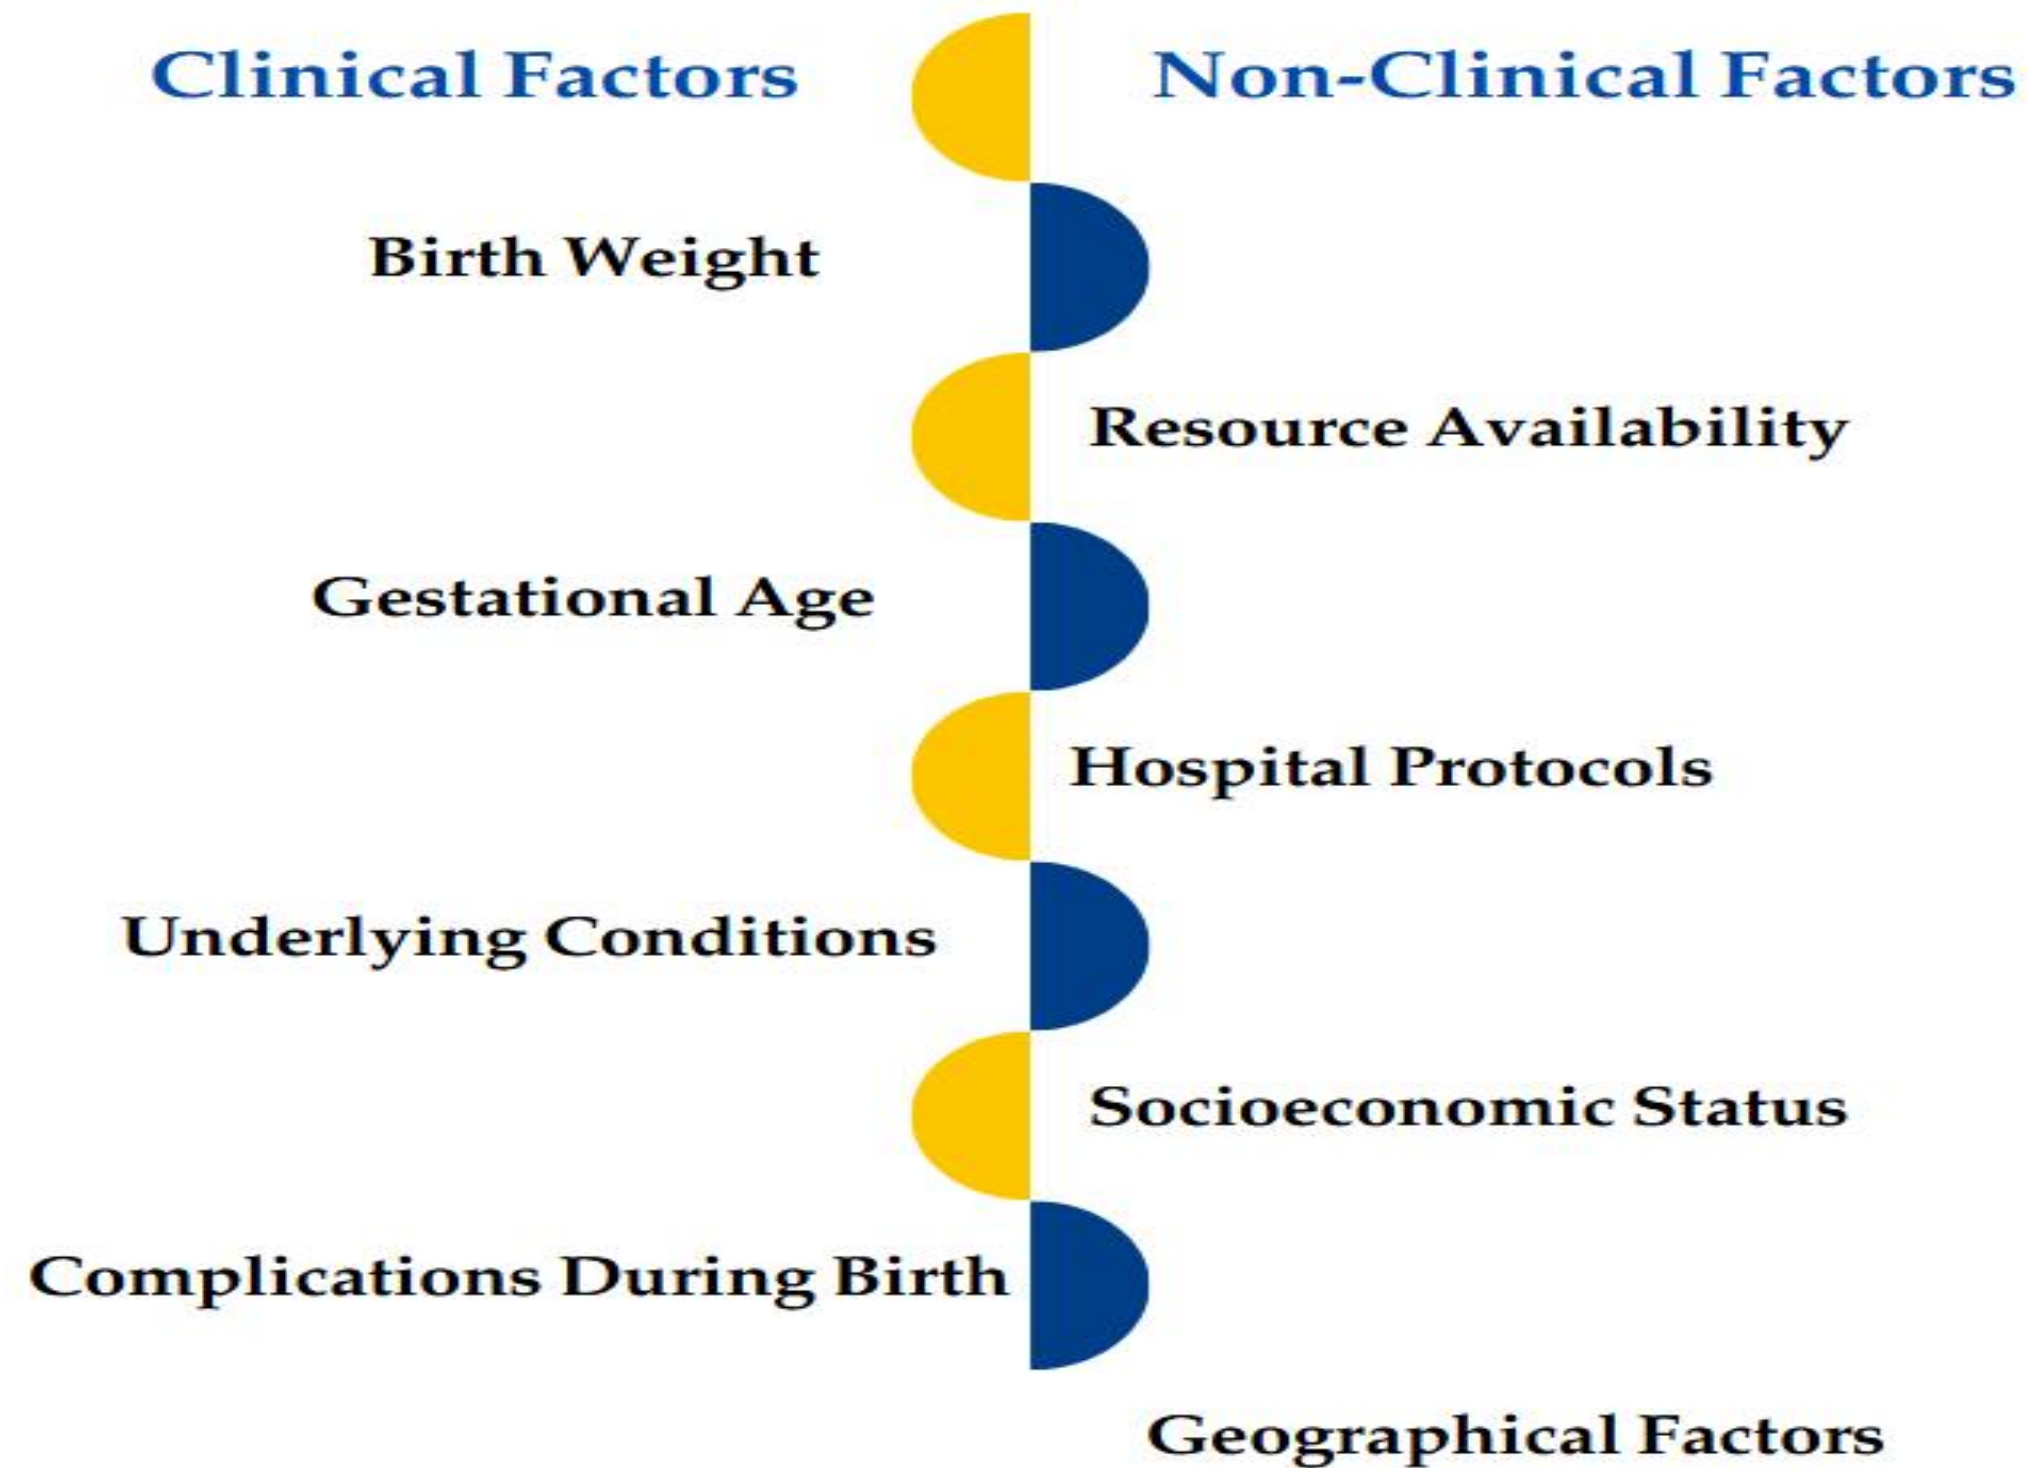 Clinical Factors
Non-Clinical Factors
Birth Weight
Resource Availability
Gestational Age
Hospital Protocols
Underlying Conditions
Socioeconomic Status
Complications During Birth
Geographical Factors